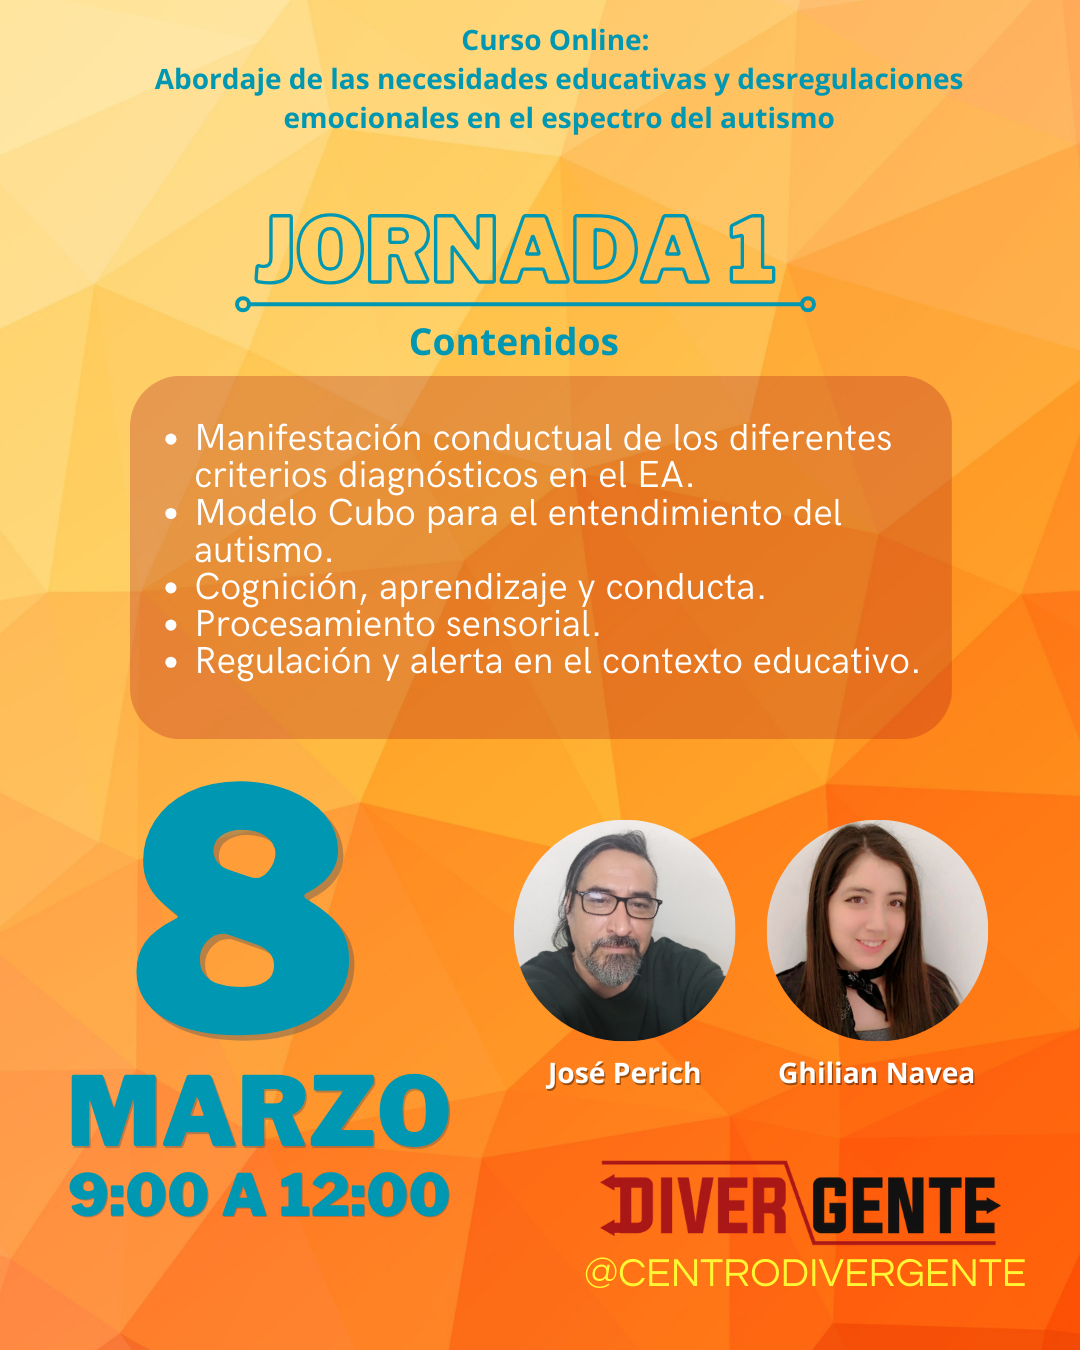 Curso Online:
Abordaje de las necesidades educativas y desregulaciones
emocionales en el espectro del autismo
JORNADA 1
Contenidos
• Manifestación conductual de los diferentes
criterios diagnósticos en el EA.
• Modelo Cubo para el entendimiento del
autismo.
• Cognición, aprendizaje y conducta.
• Procesamiento sensorial.
• Regulación y alerta en el contexto educativo.
8
MARZO
9:00 A 12:00
José Perich
Ghilian Navea
DIVERGENTE
@CENTRODIVERGENTE